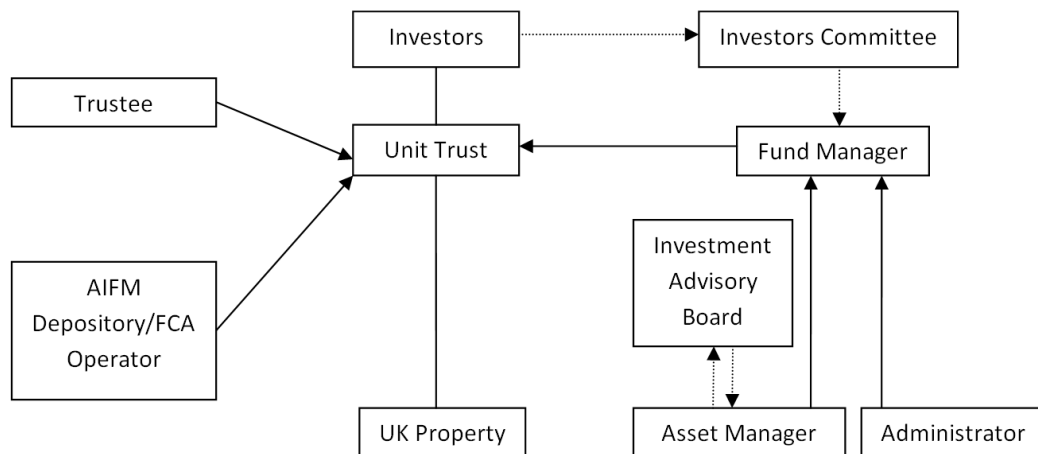 Investors
Investors Committee
Trustee
Unit Trust
Fund Manager
Investment
Advisory
Board
AIFM
Depository/FCA
Operator
UK Property
Asset Manager
Administrator